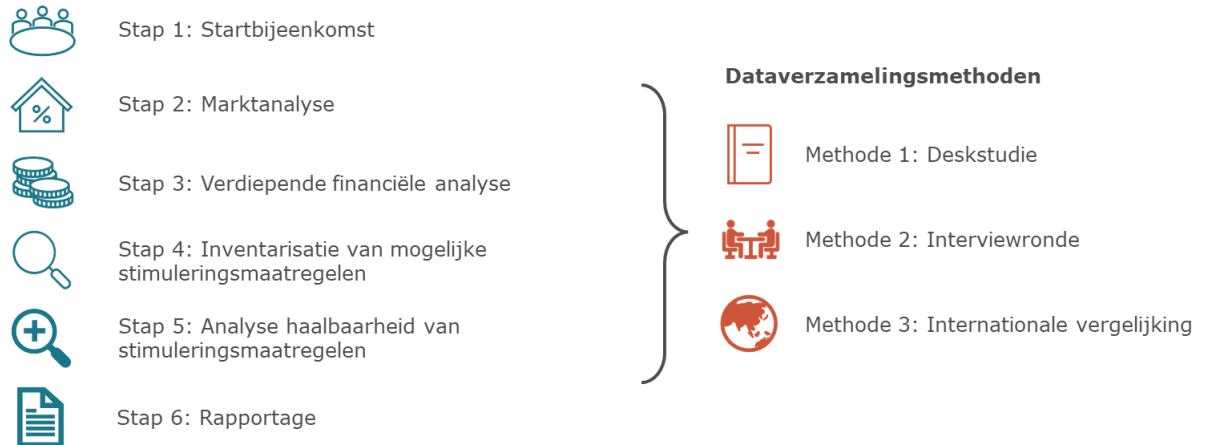 Stap 1: Startbijeenkomst
Stap 2: Marktanalyse
%
Stap 3: Verdiepende financiële analyse
Stap 4: Inventarisatie van mogelijke
stimuleringsmaatregelen
Stap 5: Analyse haalbaarheid van
stimuleringsmaatregelen
Stap 6: Rapportage
Dataverzamelingsmethoden
Methode 1: Deskstudie
Methode 2: Interviewronde
Methode 3: Internationale vergelijking